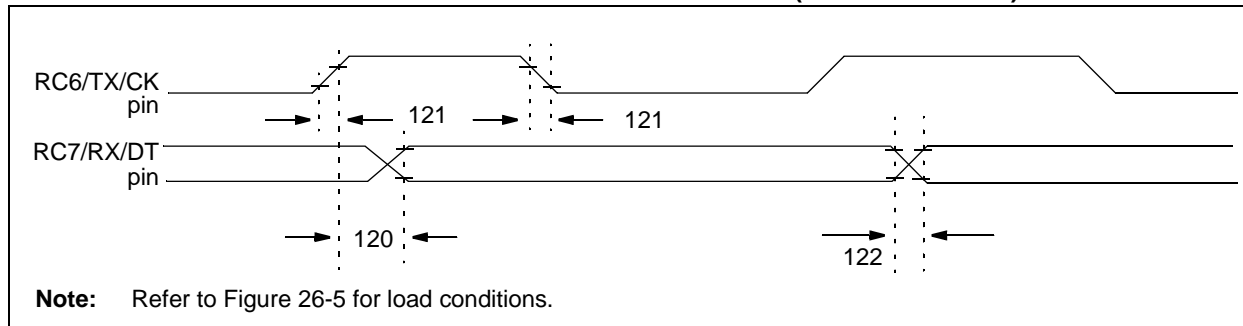 RC6/TX/CK
pin
121
121
RC7/RX/DT
pin
120
122
Note: Refer to Figure 26-5 for load conditions.